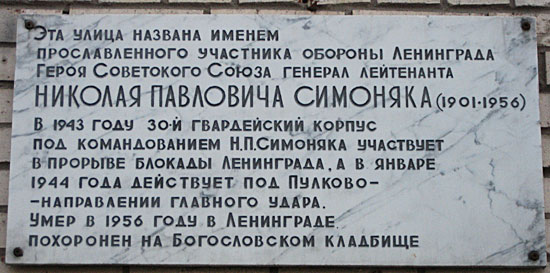 Эта улица названа именем
прославленного участника обороны Ленинграда
Героя Советского Союза генерал лейтенанта
НИКОЛАЯ ПАВЛОВИЧА СИМОНЯКА (1901-1956)
В 1943 году 30-й гвардейский корпус
под командованием Н.П.Симоняка участвует
в прорыве блокады Ленинграда, а в январе
1944 года действует под Пулково-
-направлении главного удара.
Умер в 1956 году в Ленинграде.
похоронен на Богословском кладбище